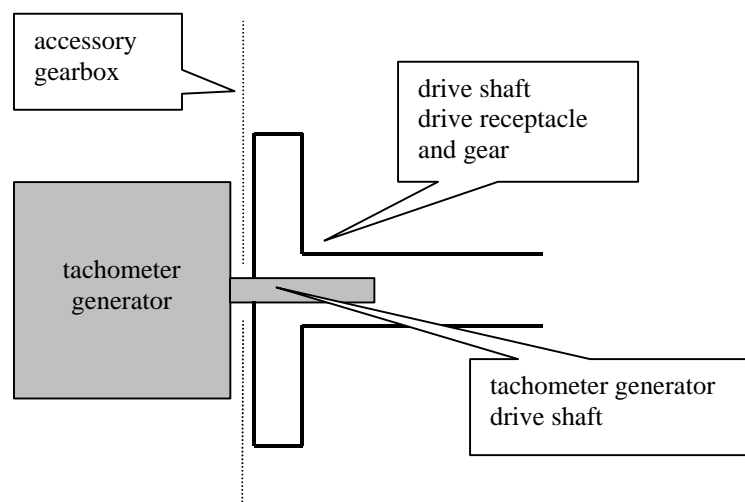 accessory
gearbox
drive shaft
drive receptacle
and gear
tachometer
generator
tachometer generator
drive shaft